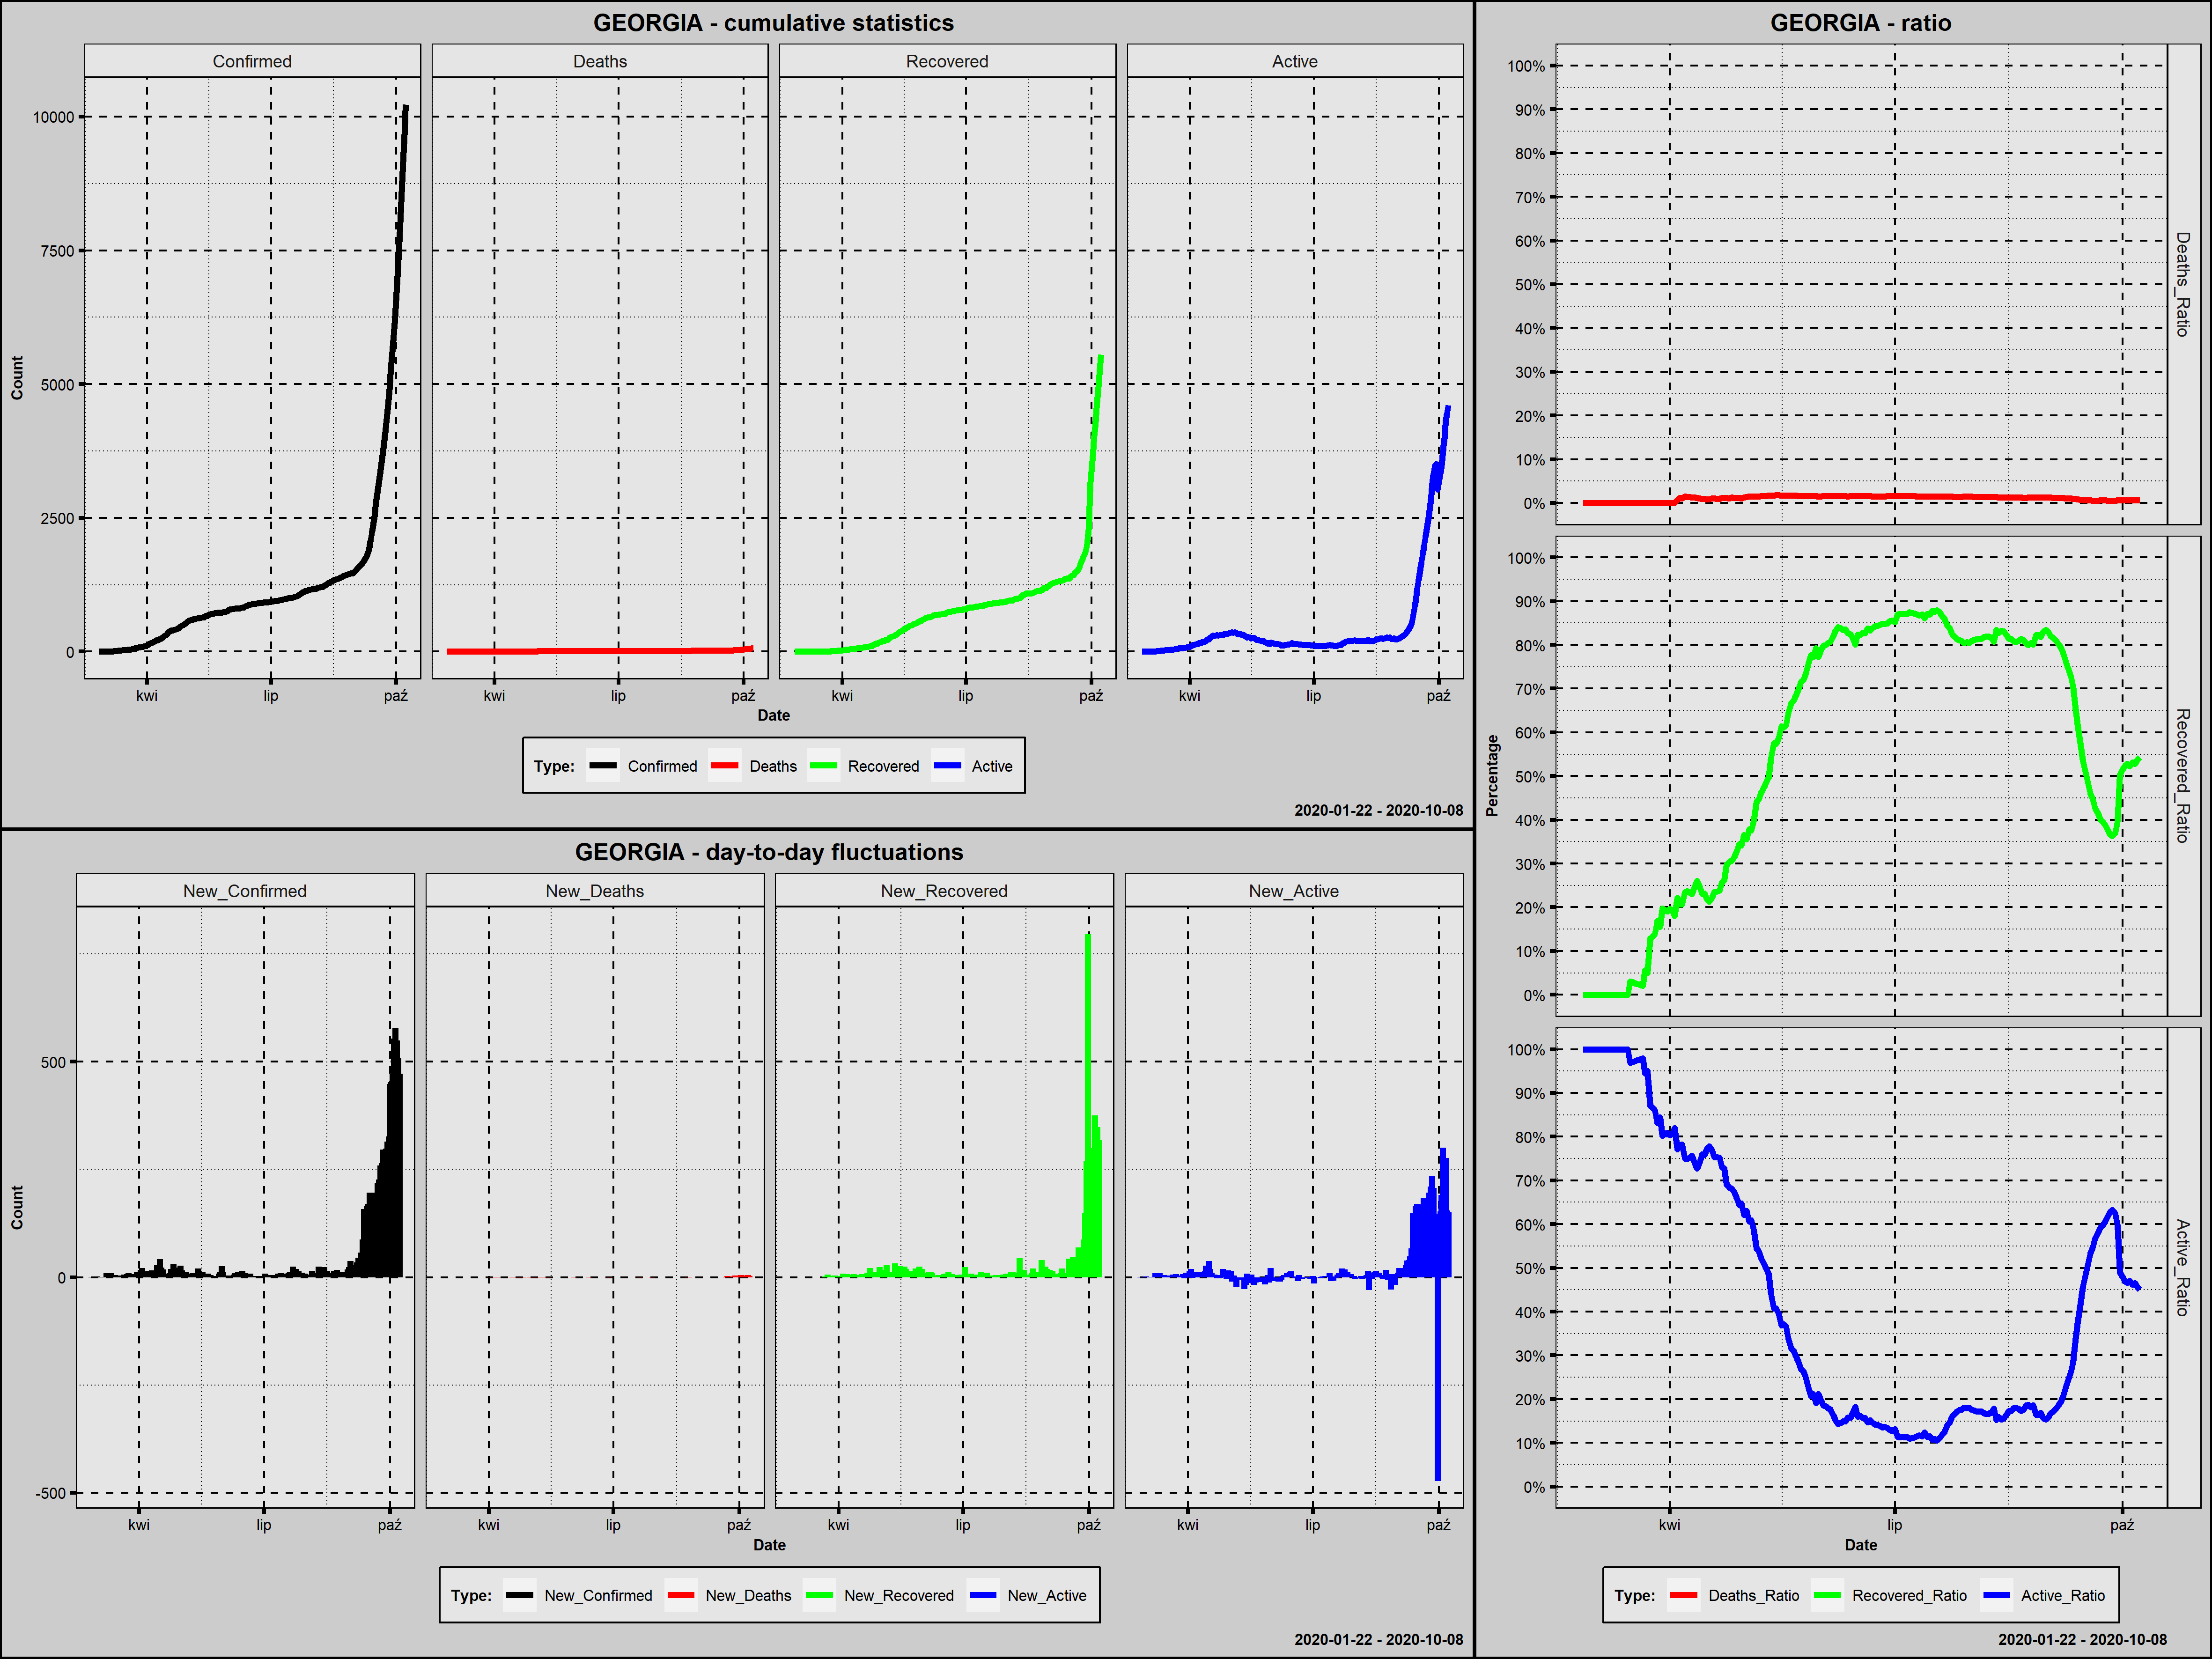 GEORGIA - cumulative statistics
Confirmed Deaths Recovered Active
10000
7500
5000
2500
0
Count
kwi lip paź kwi lip paź kwi lip paź kwi lip paź
Date
Type: Confirmed Deaths Recovered Active
2020-01-22 - 2020-10-08
GEORGIA - day-to-day fluctuations
New_Confirmed New_Deaths New_Recovered New_Active
500
0
-500
Count
kwi lip paź kwi lip paź kwi lip paź kwi lip paź
Date
Type: New_Confirmed New_Deaths New_Recovered New_Active
2020-01-22 - 2020-10-08
GEORGIA - ratio
100%
90%
80%
70%
60%
50%
40%
30%
20%
10%
0%
Deaths_Ratio
100%
90%
80%
70%
60%
50%
40%
30%
20%
10%
0%
Recovered_Ratio
Percentage
100%
90%
80%
70%
60%
50%
40%
30%
20%
10%
0%
Active_Ratio
kwi lip paź
Date
Type: Deaths_Ratio Recovered_Ratio Active_Ratio
2020-01-22 - 2020-10-08